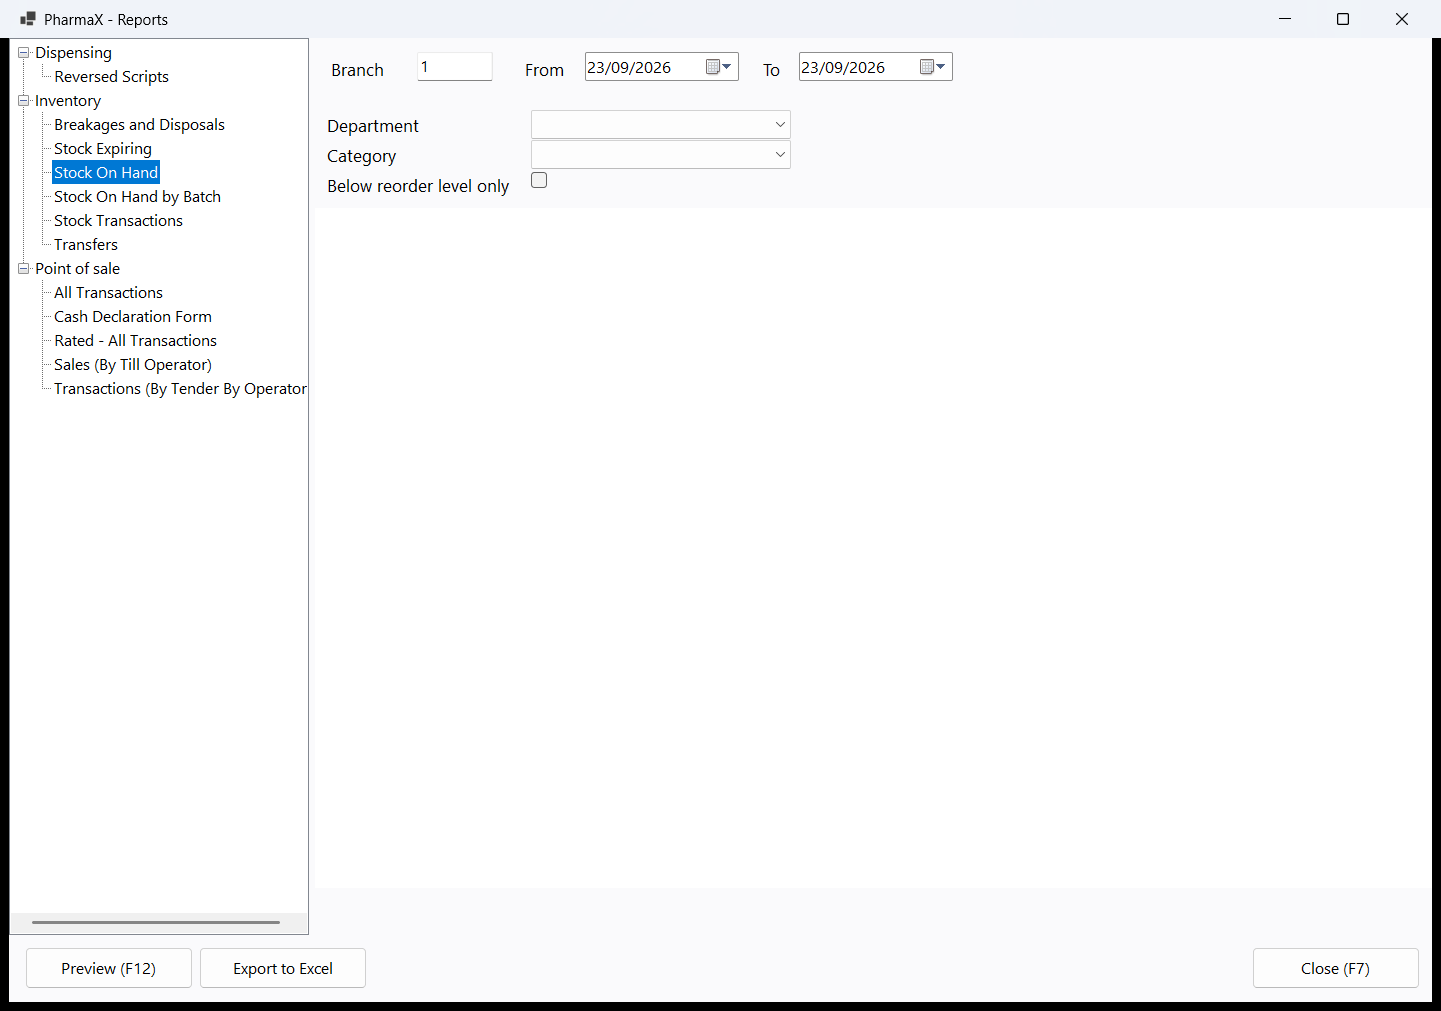 PharmaX - Reports
Dispensing
Reversed Scripts
Inventory
Breakages and Disposals
Stock Expiring
Stock On Hand
Stock On Hand by Batch
Stock Transactions
Transfers
Point of sale
All Transactions
Cash Declaration Form
Rated - All Transactions
Sales (By Till Operator)
Transactions (By Tender By Operator
Branch 1 From 23/09/2026 To 23/09/2026
Department
Category
Below reorder level only
Preview (F12) Export to Excel Close (F7)